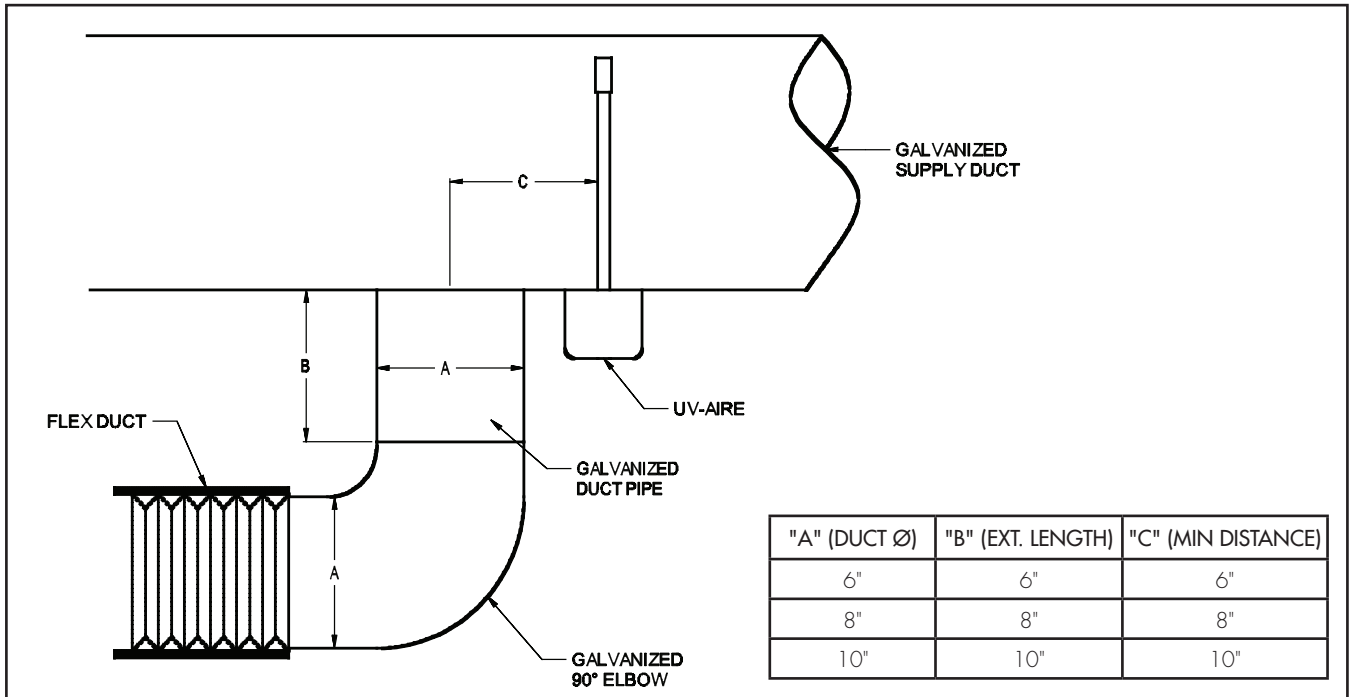 GALVANIZED
SUPPLY DUCT
C
B
A
UV-AIRE
FLEX DUCT
GALVANIZED
DUCT PIPE
A
GALVANIZED
90° ELBOW
"A" (DUCT Ø) "B" (EXT. LENGTH) "C" (MIN DISTANCE)
6" 6" 6"
8" 8" 8"
10" 10" 10"